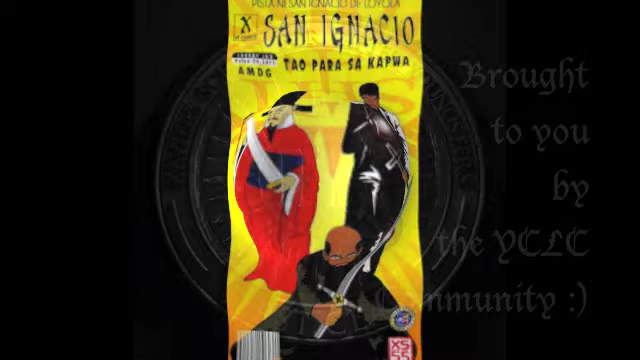 PISTA NI SAN IGNACIO DE LOYOLA
X
SAN IGNACIO
AMDG
TAO PARA SA KAPWA
Brought
to you
by
the YCLC
Community :)
XS